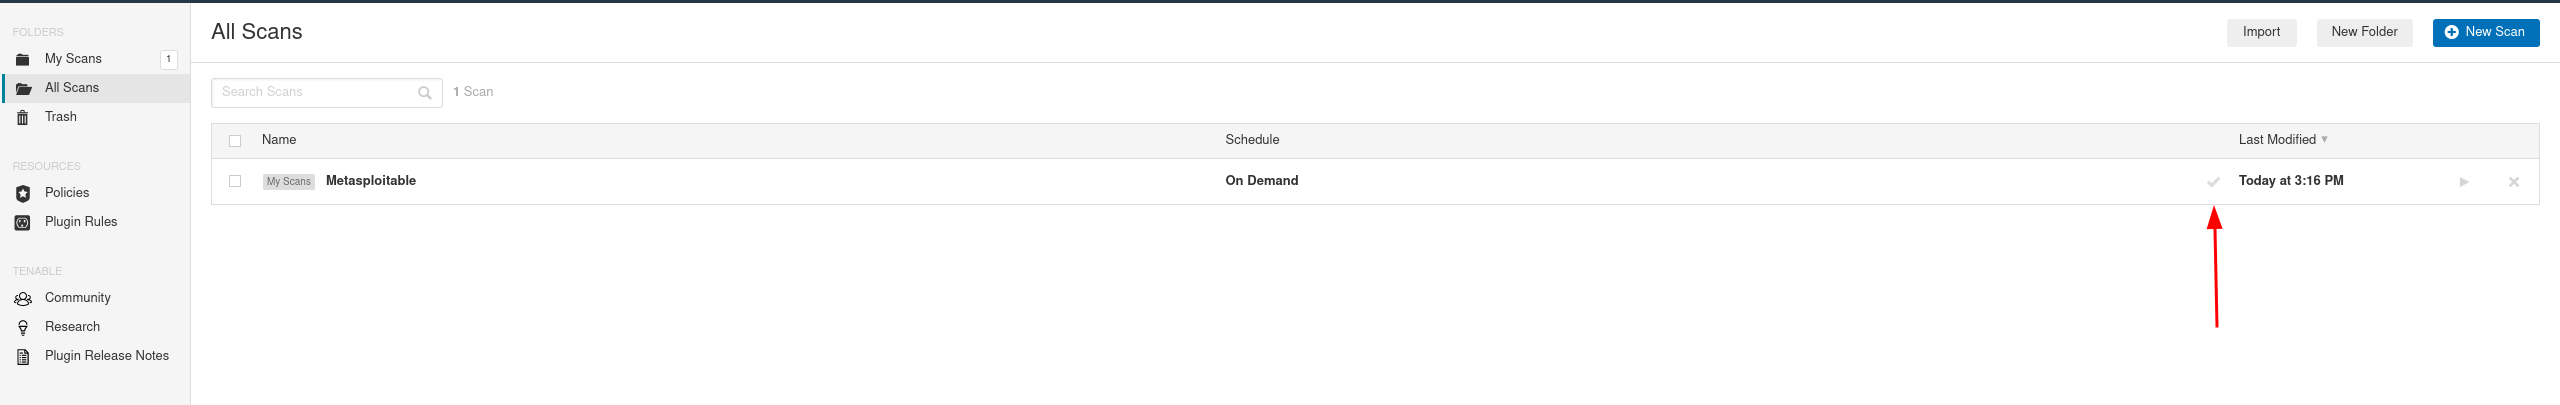 FOLDERS
My Scans 1
All Scans
Trash
RESOURCES
Policies
Plugin Rules
TENABLE
Community
Research
Plugin Release Notes
All Scans
Import New Folder New Scan
Search Scans 1 Scan
Name Schedule Last Modified
My Scans Metasploitable On Demand Today at 3:16 PM